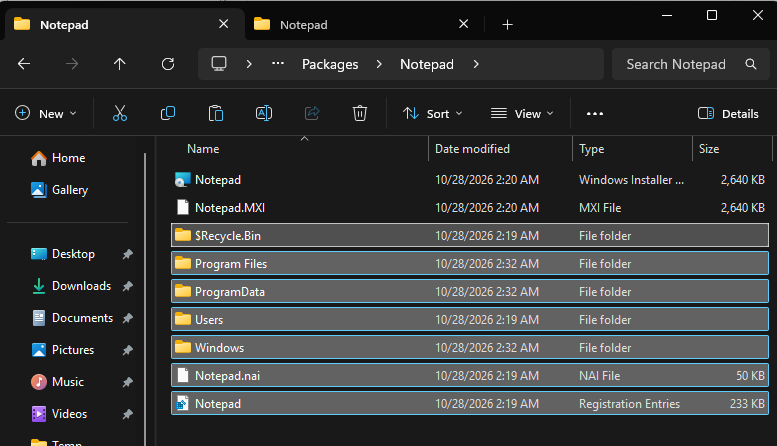 Notepad
Notepad
Packages
Notepad
Search Notepad
New
Sort
View
Details
Name
Date modified
Type
Size
Home
Gallery
Desktop
Downloads
Documents
Pictures
Music
Videos
Temp
Notepad 10/28/2026 2:20 AM Windows Installer ... 2,640 KB
Notepad.MXI 10/28/2026 2:20 AM MXI File 2,640 KB
$Recycle.Bin 10/28/2026 2:19 AM File folder
Program Files 10/28/2026 2:32 AM File folder
ProgramData 10/28/2026 2:32 AM File folder
Users 10/28/2026 2:19 AM File folder
Windows 10/28/2026 2:32 AM File folder
Notepad.nai 10/28/2026 2:19 AM NAI File 50 KB
Notepad 10/28/2026 2:19 AM Registration Entries 233 KB